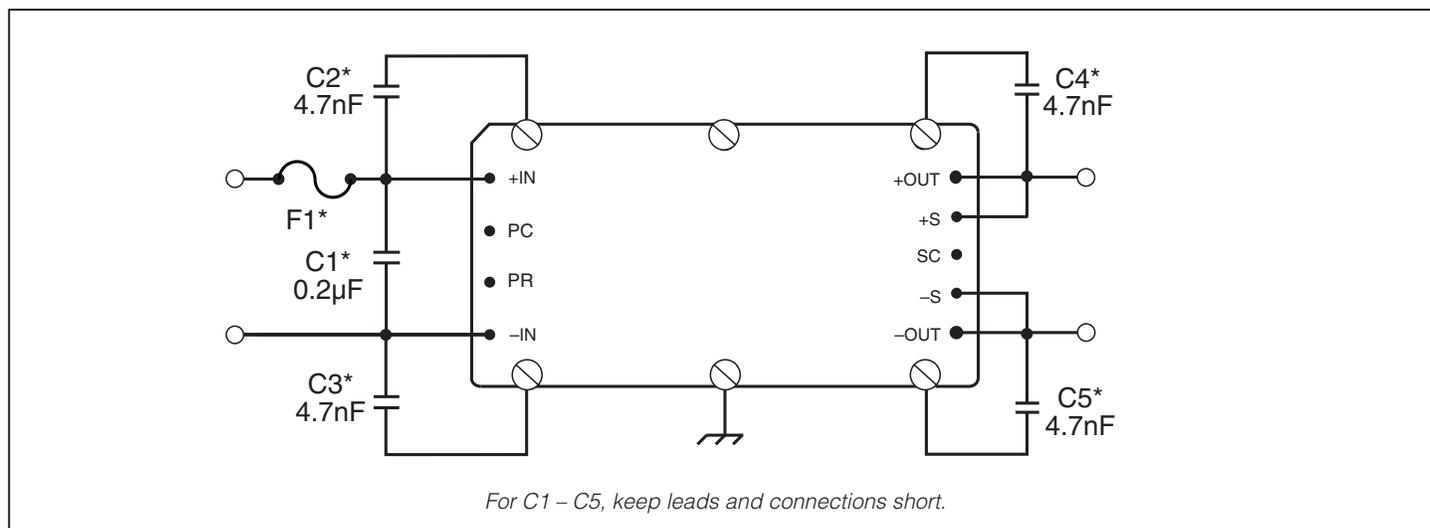 C2*
4.7nF
C4*
4.7nF
+IN
+OUT
F1*
+S
PC
C1*
0.2µF
SC
PR
–S
–IN
–OUT
C3*
4.7nF
C5*
4.7nF
For C1 – C5, keep leads and connections short.